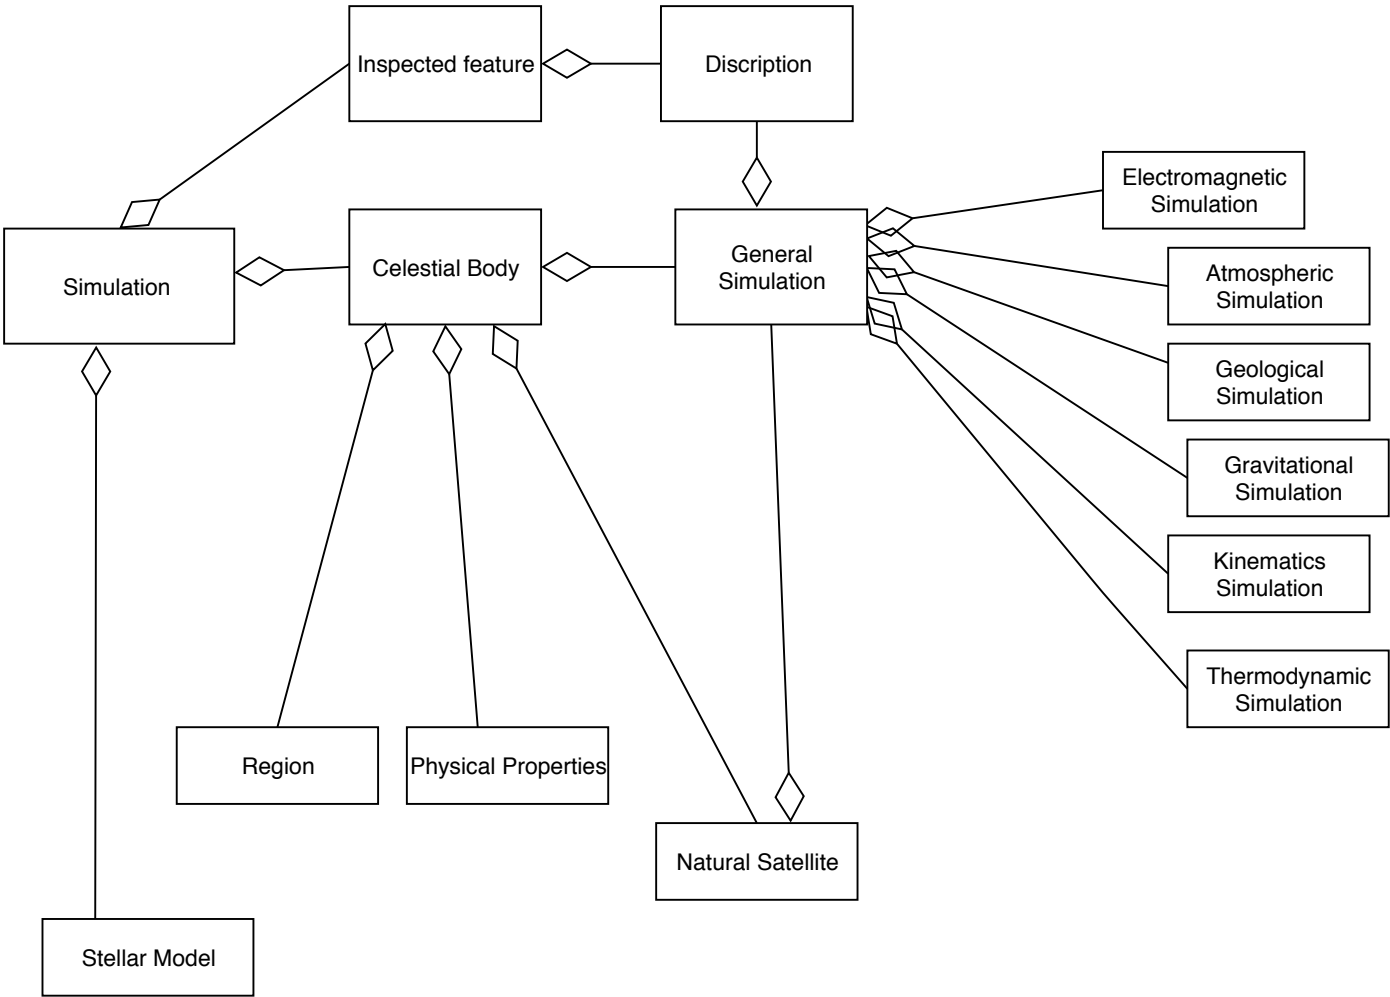 Inspected feature
Discription
Electromagnetic
Simulation
Simulation
Celestial Body
General
Simulation
Atmospheric
Simulation
Geological
Simulation
Gravitational
Simulation
Kinematics
Simulation
Thermodynamic
Simulation
Region
Physical Properties
Natural Satellite
Stellar Model